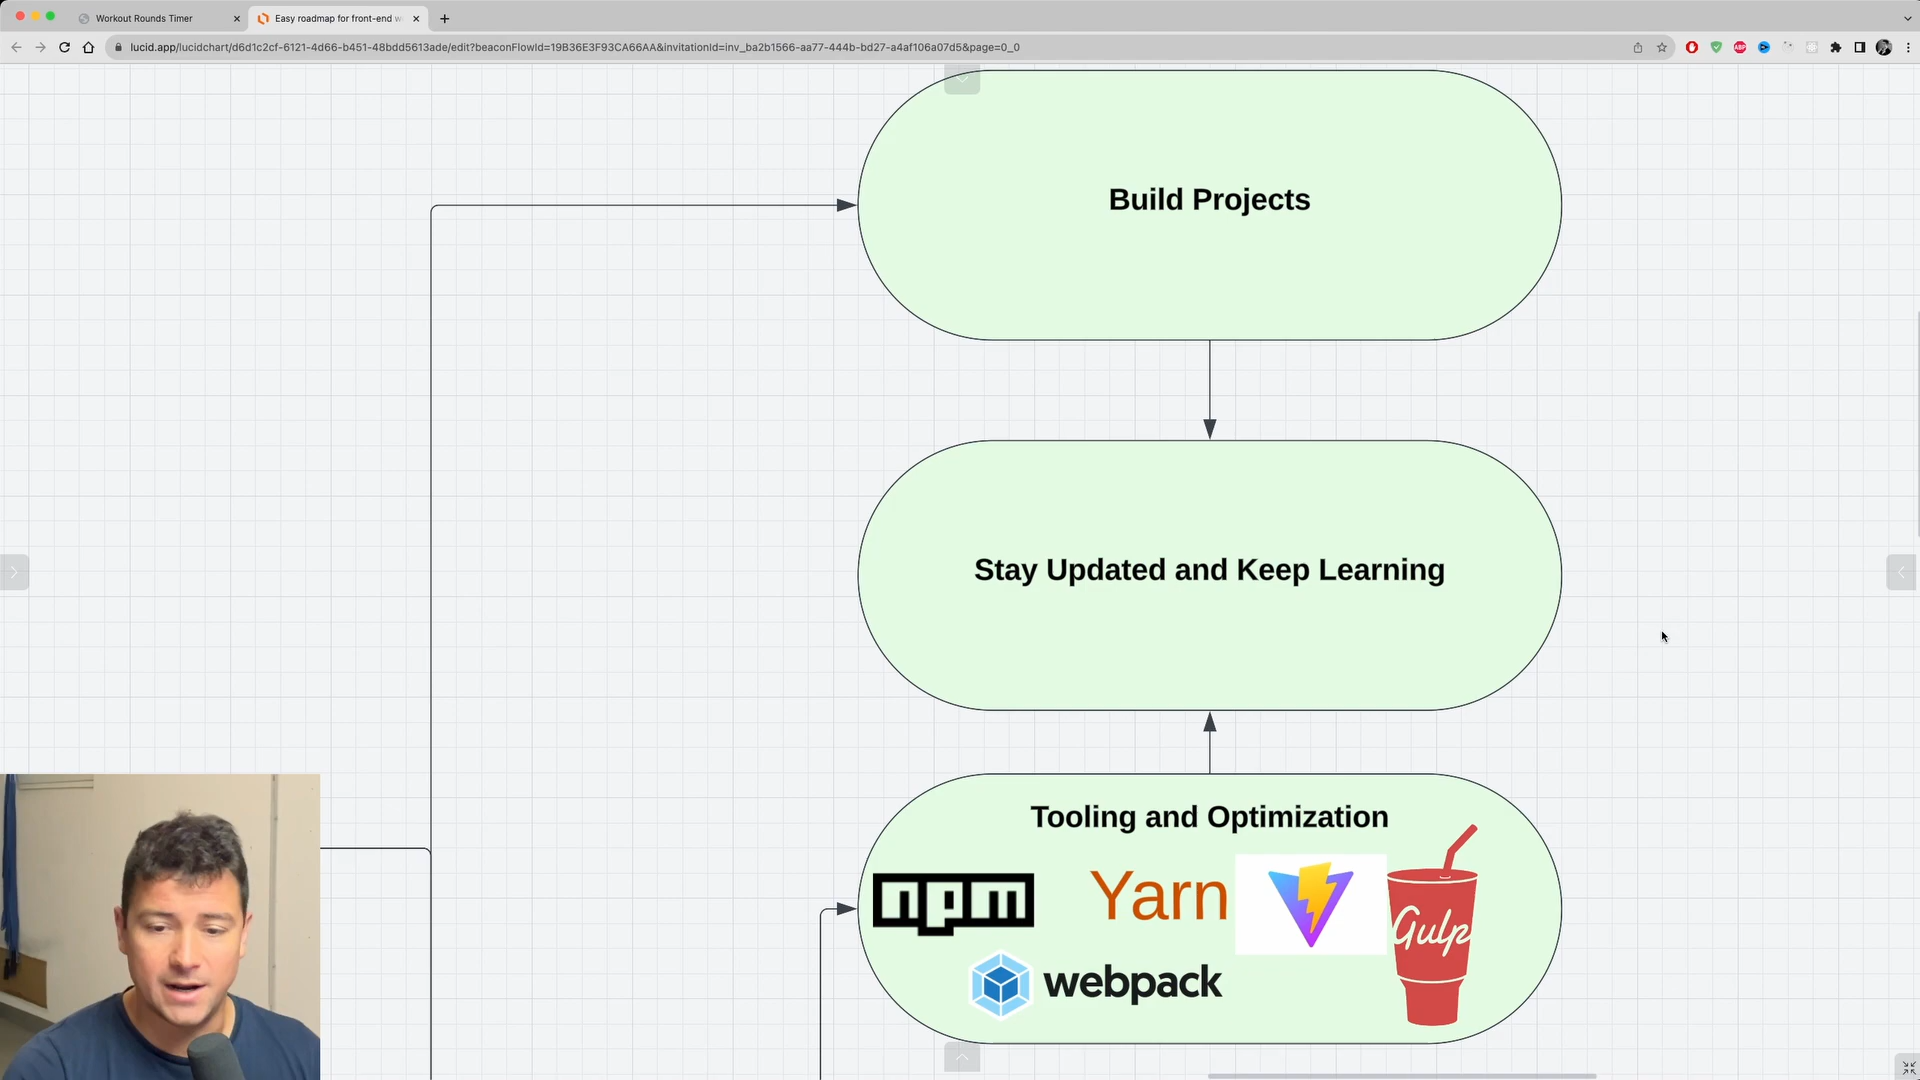 Workout Rounds Timer
Easy roadmap for front-end w
lucid.app/lucidchart/d6d1c2cf-6121-4d66-b451-48bdd5613ade/edit?beaconFlowId=19B36E3F93CA66AA&invitationId=inv_ba2b1566-aa77-444b-bd27-a4af106a07d5&page=0_0
ABP
Build Projects
Stay Updated and Keep Learning
Tooling and Optimization
npm
Yarn
Gulp
webpack